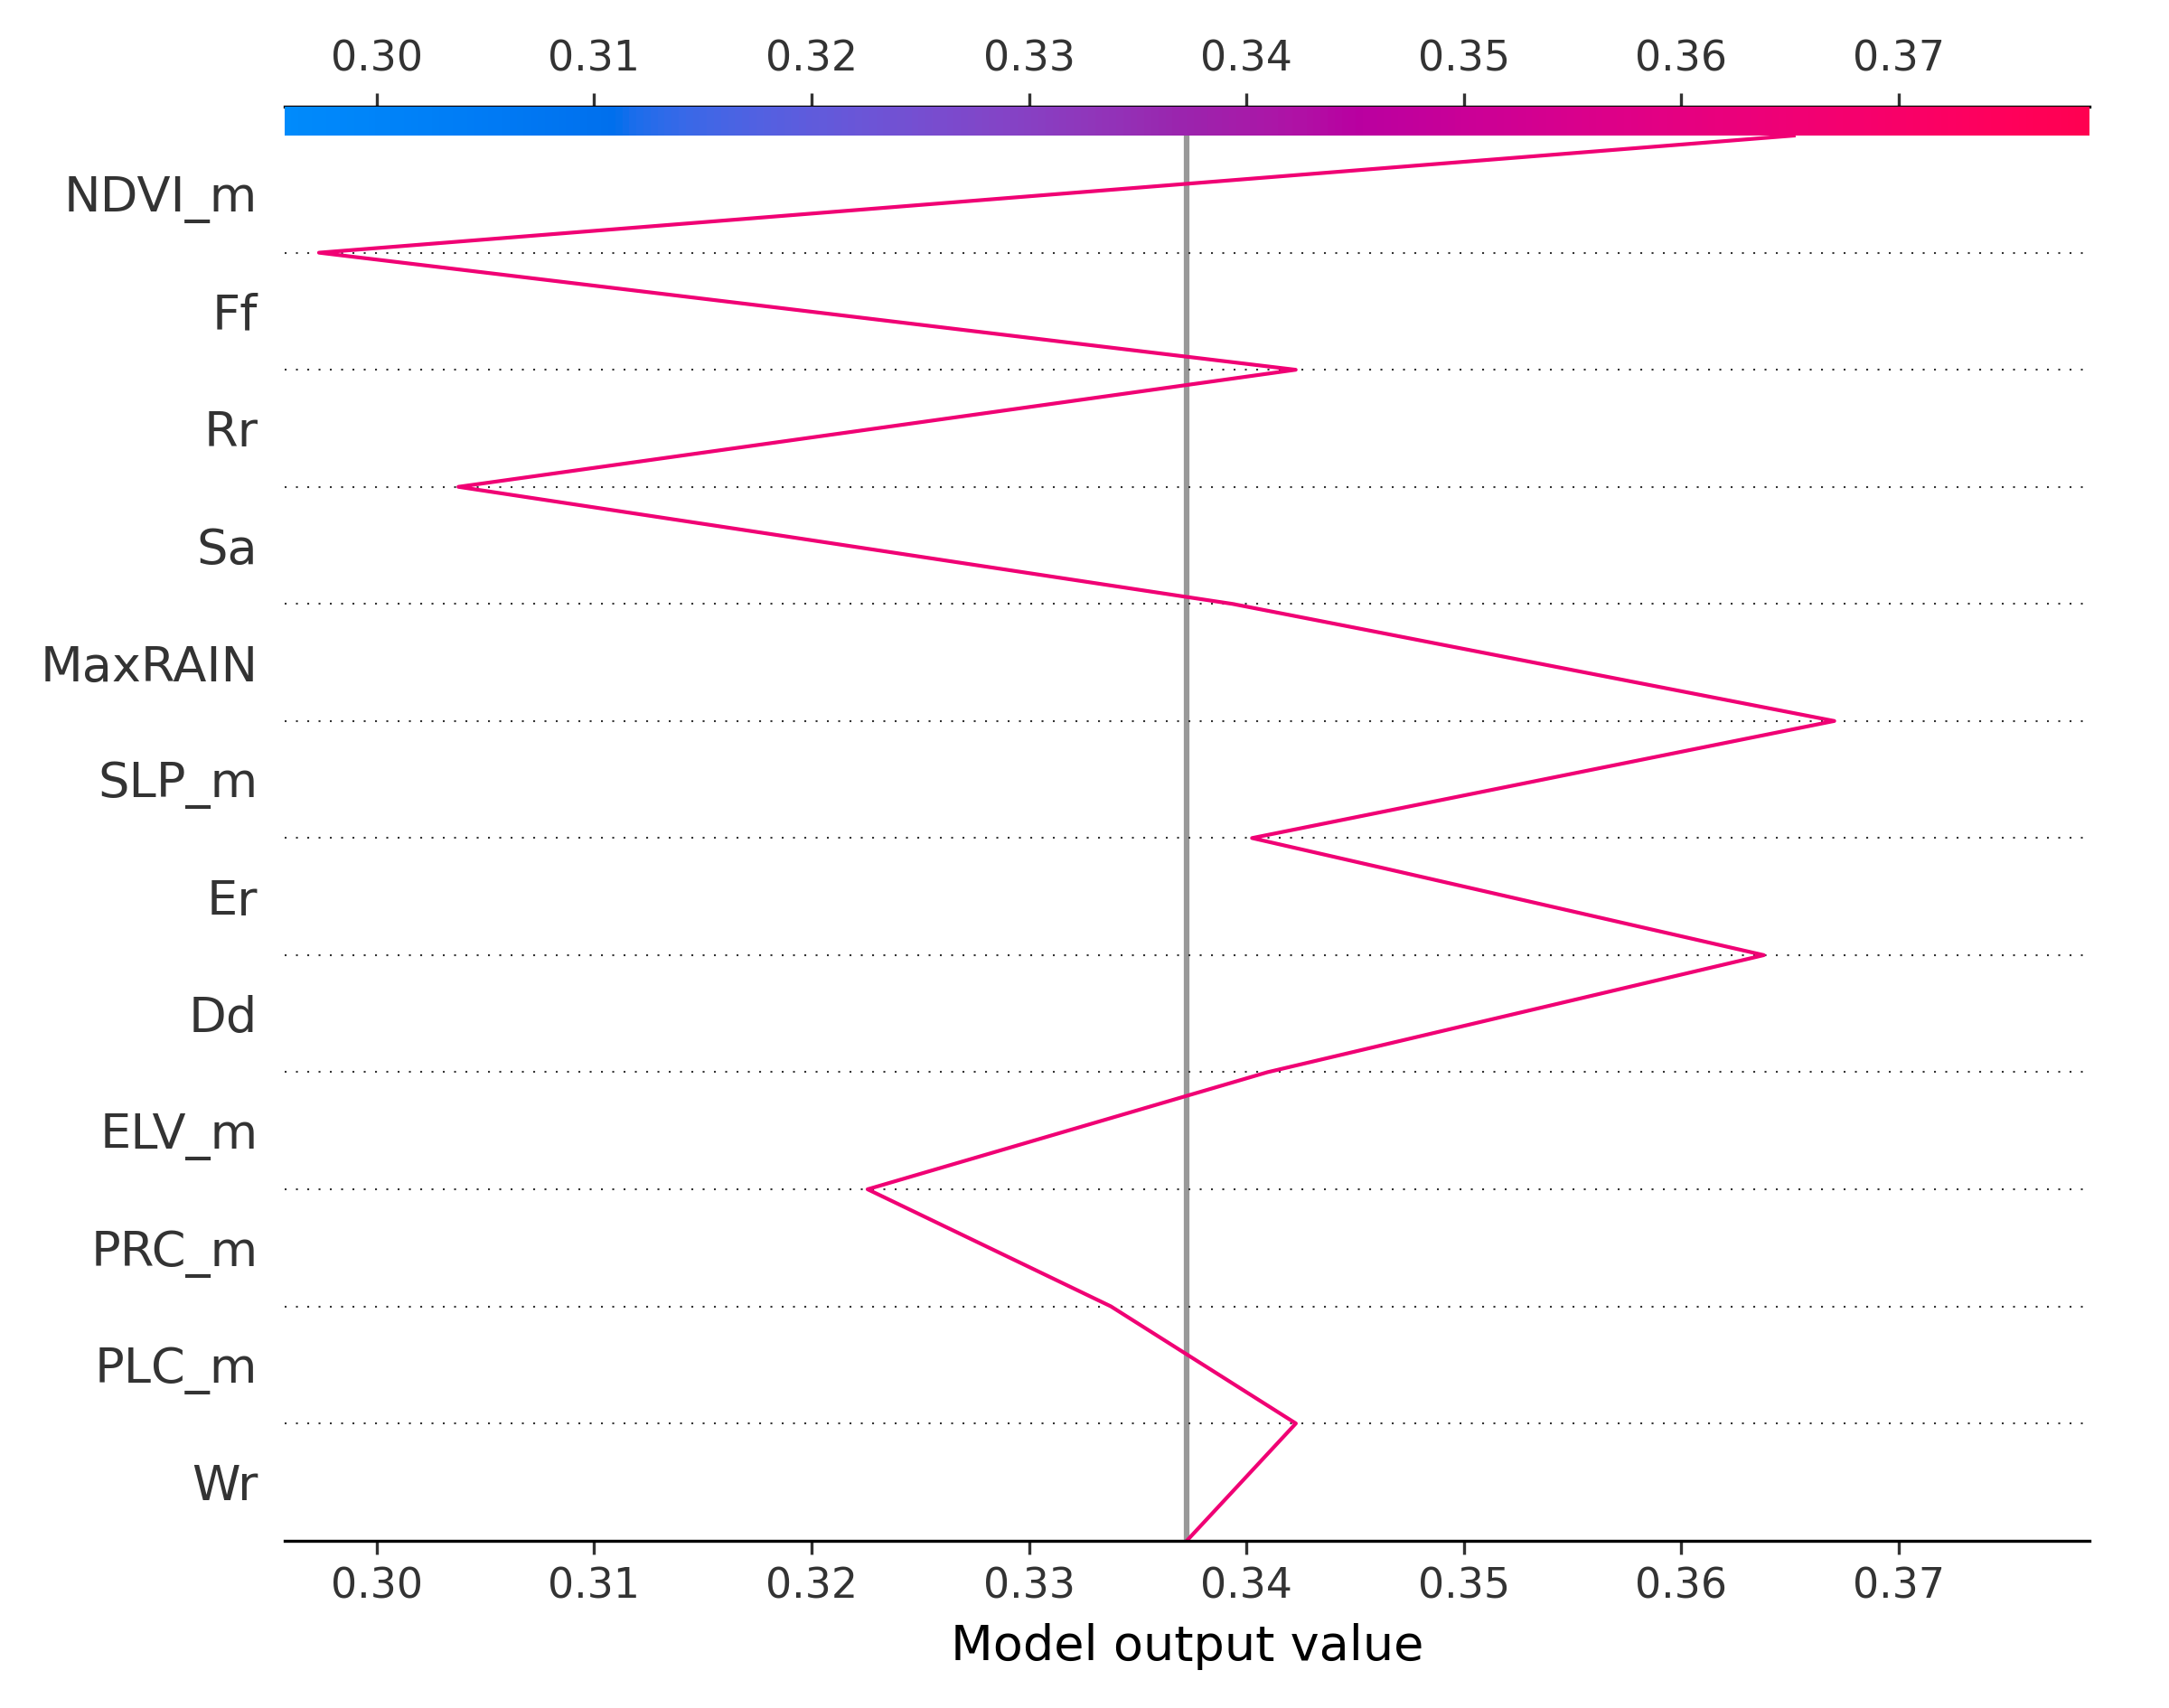 0.30 0.31 0.32 0.33 0.34 0.35 0.36 0.37
NDVI_m
Ff
Rr
Sa
MaxRAIN
SLP_m
Er
Dd
ELV_m
PRC_m
PLC_m
Wr
0.30 0.31 0.32 0.33 0.34 0.35 0.36 0.37
Model output value